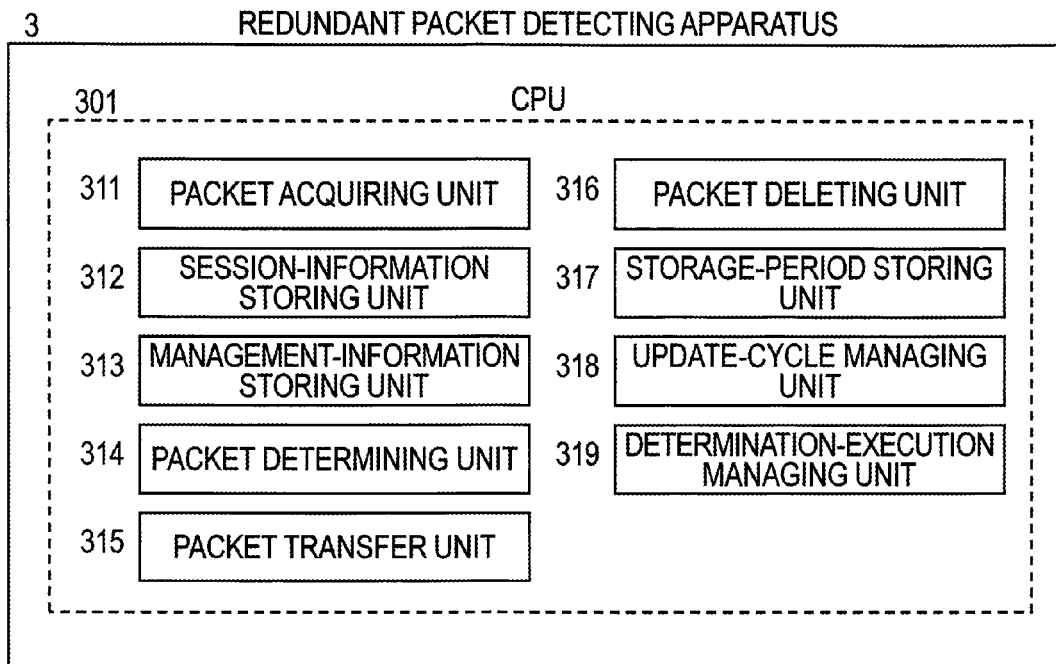 3 REDUNDANT PACKET DETECTING APPARATUS
301 CPU
311 PACKET ACQUIRING UNIT
312 SESSION-INFORMATION
STORING UNIT
313 MANAGEMENT-INFORMATION
STORING UNIT
314 PACKET DETERMINING UNIT
315 PACKET TRANSFER UNIT
316 PACKET DELETING UNIT
317 STORAGE-PERIOD STORING
UNIT
318 UPDATE-CYCLE MANAGING
UNIT
319 DETERMINATION-EXECUTION
MANAGING UNIT